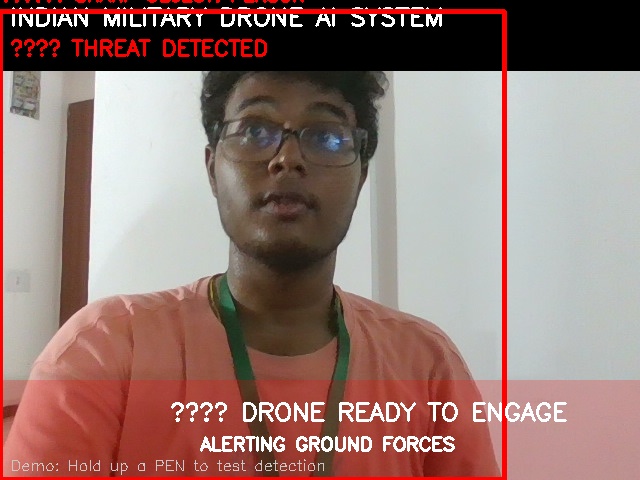 INDIAN MILITARY DRONE AI SYSTEM
???? THREAT DETECTED
???? DRONE READY TO ENGAGE
ALERTING GROUND FORCES
Demo: Hold up a PEN to test detection